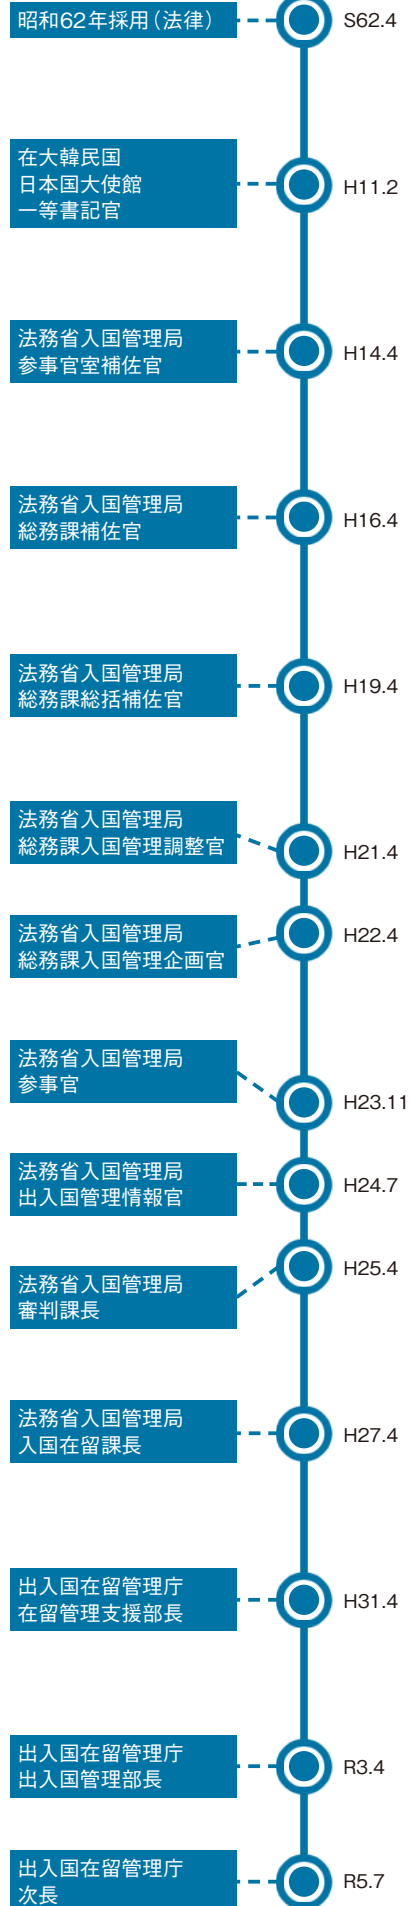 昭和62年採用（法律）
S62.4
在大韓民国
日本国大使館
一等書記官
H11.2
法務省入国管理局
参事官室補佐官
H14.4
法務省入国管理局
総務課補佐官
H16.4
法務省入国管理局
総務課総括補佐官
H19.4
法務省入国管理局
総務課入国管理調整官
H21.4
法務省入国管理局
総務課入国管理企画官
H22.4
法務省入国管理局
参事官
H23.11
法務省入国管理局
出入国管理情報官
H24.7
法務省入国管理局
審判課長
H25.4
法務省入国管理局
入国在留課長
H27.4
出入国在留管理庁
在留管理支援部長
H31.4
出入国在留管理庁
出入国管理部長
R3.4
出入国在留管理庁
次長
R5.7